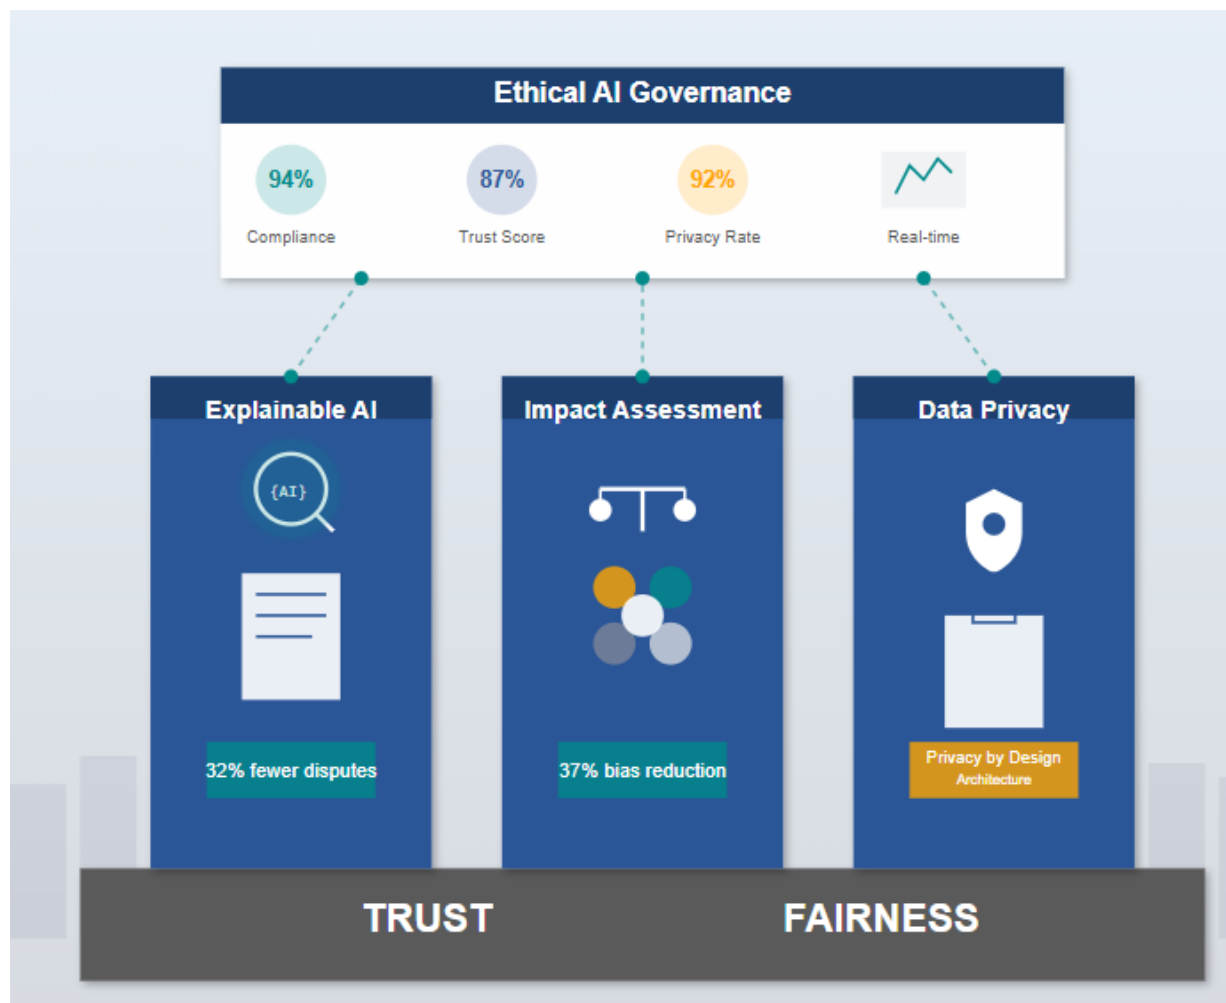 Ethical AI Governance
94%
87%
92%
Compliance
Trust Score
Privacy Rate
Real-time
Explainable AI
Impact Assessment
Data Privacy
{AI}
32% fewer disputes
37% bias reduction
Privacy by Design
Architecture
TRUST
FAIRNESS